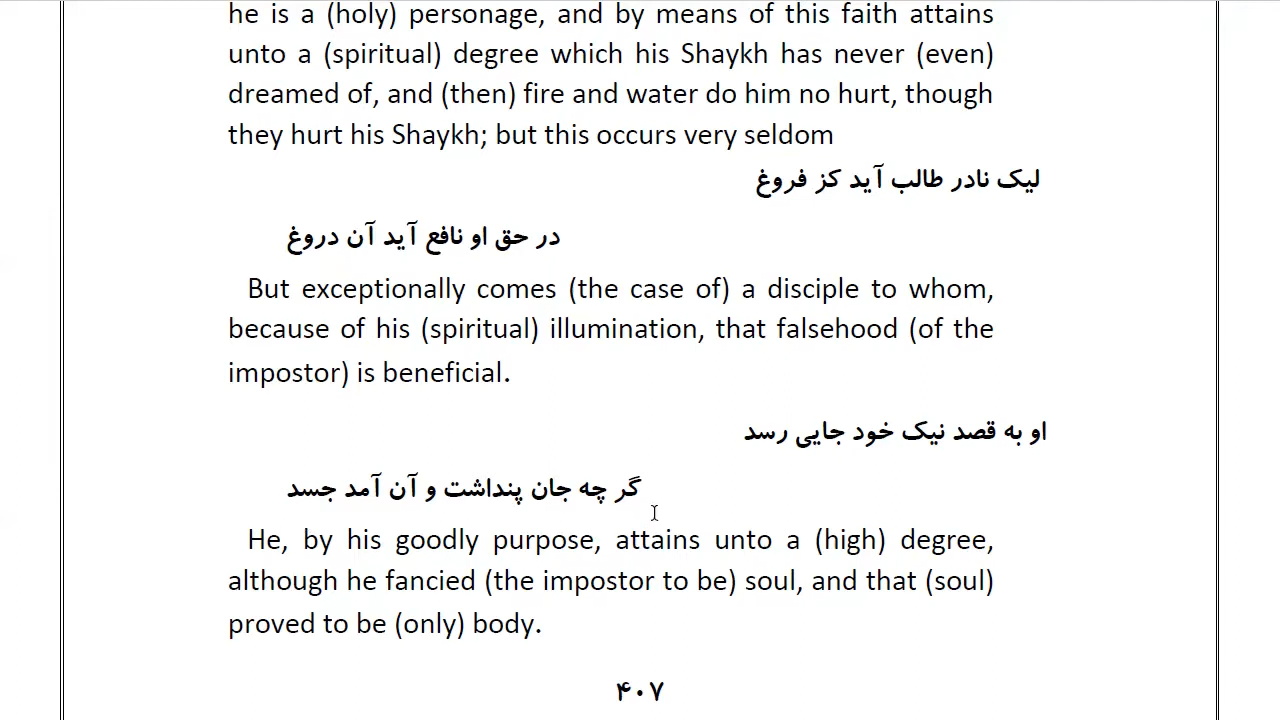 he is a (holy) personage, and by means of this faith attains
unto a (spiritual) degree which his Shaykh has never (even)
dreamed of, and (then) fire and water do him no hurt, though
they hurt his Shaykh; but this occurs very seldom
لیک نادر طالب آید کز فروغ
در حق او نافع آید آن دروغ
But exceptionally comes (the case of) a disciple to whom,
because of his (spiritual) illumination, that falsehood (of the
impostor) is beneficial.
او به قصد نیک خود جایی رسد
گر چه جان پنداشت و آن آمد جسد
He, by his goodly purpose, attains unto a (high) degree,
although he fancied (the impostor to be) soul, and that (soul)
proved to be (only) body.
۴۰۷